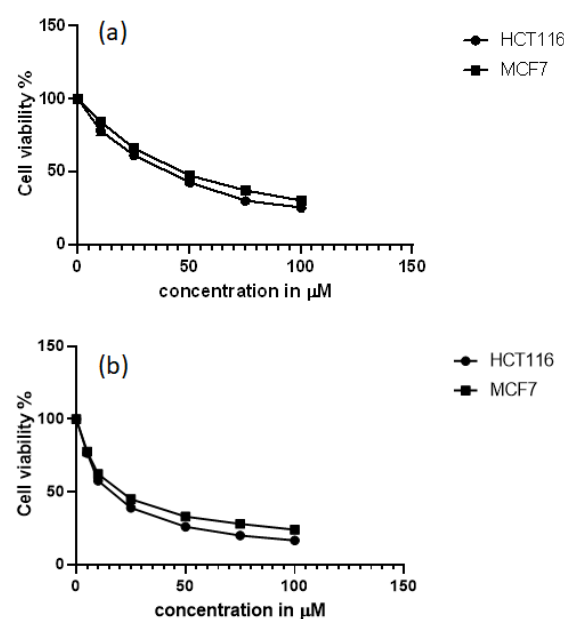 (a)
HCT116
MCF7
150
100
50
0
Cell viability %
0 50 100 150
concentration in μM
(b)
HCT116
MCF7
150
100
50
0
Cell viability %
0 50 100 150
concentration in μM